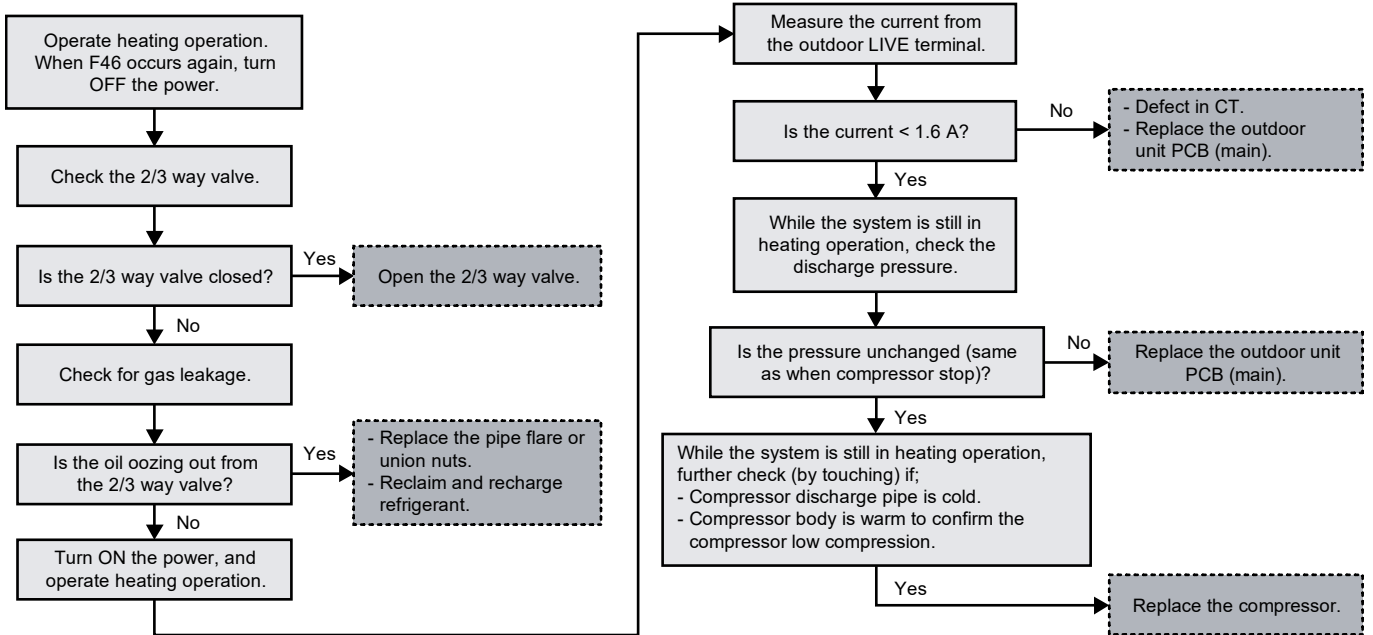 Operate heating operation.
When F46 occurs again, turn
OFF the power.
Check the 2/3 way valve.
Is the 2/3 way valve closed?
Yes
Open the 2/3 way valve.
No
Check for gas leakage.
Is the oil oozing out from
the 2/3 way valve?
Yes
- Replace the pipe flare or
union nuts.
- Reclaim and recharge
refrigerant.
No
Turn ON the power, and
operate heating operation.
Measure the current from
the outdoor LIVE terminal.
Is the current < 1.6 A?
No
- Defect in CT.
- Replace the outdoor
unit PCB (main).
Yes
While the system is still in
heating operation, check the
discharge pressure.
Is the pressure unchanged (same
as when compressor stop)?
No
Replace the outdoor unit
PCB (main).
Yes
While the system is still in heating operation,
further check (by touching) if;
- Compressor discharge pipe is cold.
- Compressor body is warm to confirm the
compressor low compression.
Yes
Replace the compressor.